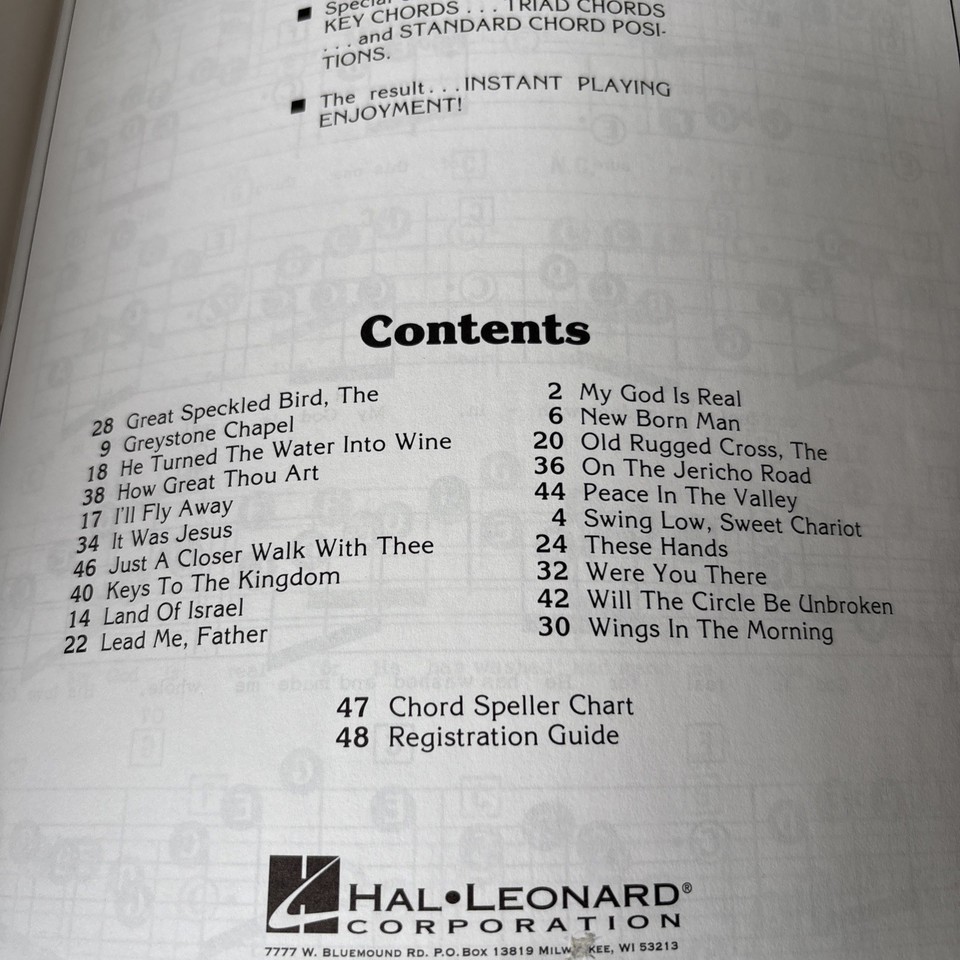 ■ Special
KEY CHORDS . . . TRIAD CHORDS
. . . and STANDARD CHORD POSI-
TIONS.
■ The result. . . INSTANT PLAYING
ENJOYMENT!
Contents
28 Great Speckled Bird, The
9 Greystone Chapel
18 He Turned The Water Into Wine
38 How Great Thou Art
17 I'll Fly Away
34 It Was Jesus
46 Just A Closer Walk With Thee
40 Keys To The Kingdom
14 Land Of Israel
22 Lead Me, Father
2 My God Is Real
6 New Born Man
20 Old Rugged Cross, The
36 On The Jericho Road
44 Peace In The Valley
4 Swing Low, Sweet Chariot
24 These Hands
32 Were You There
42 Will The Circle Be Unbroken
30 Wings In The Morning
47 Chord Speller Chart
48 Registration Guide
HAL•LEONARD®
CORPORATION
7777 W. BLUEMOUND RD. P.O. BOX 13819 MILW KEE, WI 53213